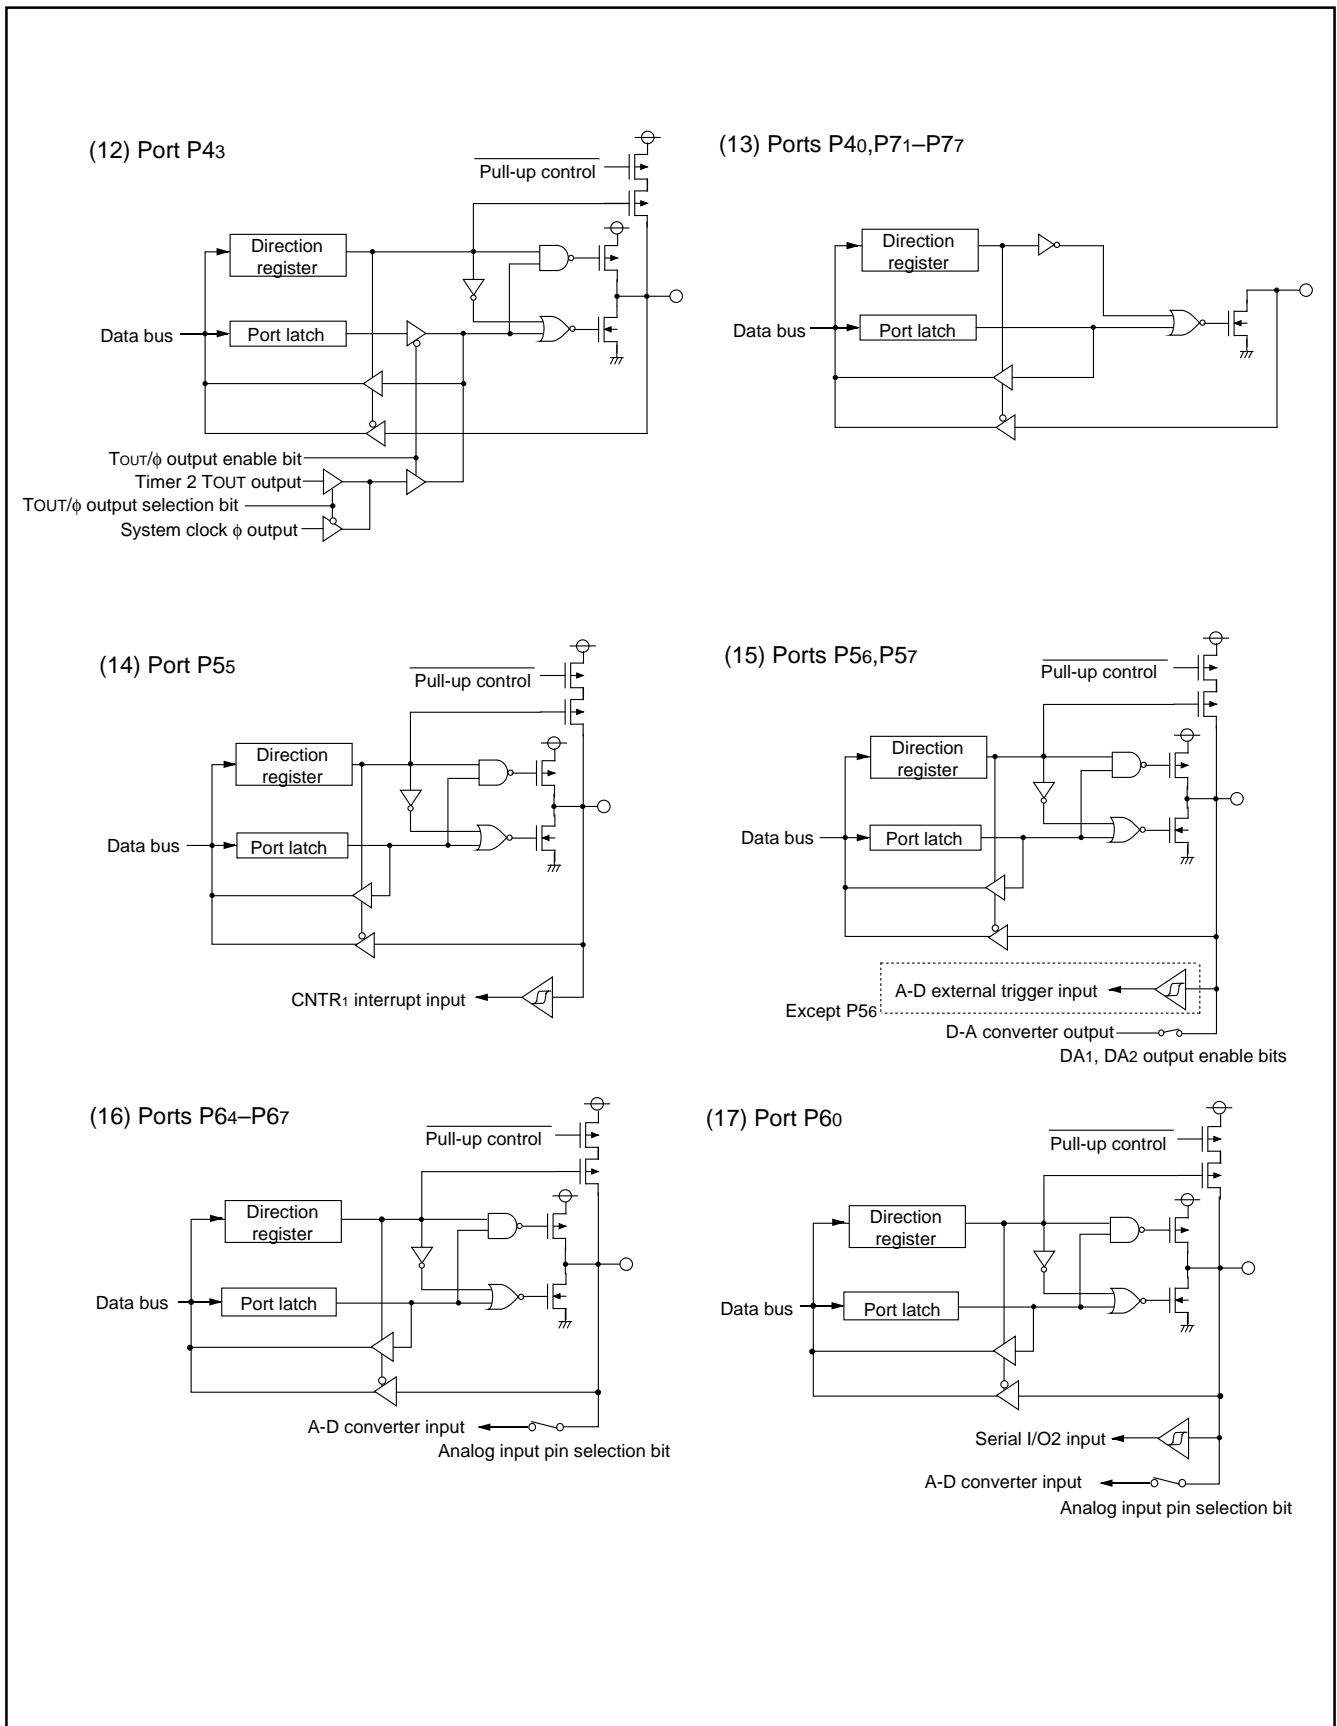 (12) Port P43
Pull-up control
Direction
register
Data bus
Port latch
TOUT/ϕ output enable bit
Timer 2 TOUT output
TOUT/ϕ output selection bit
System clock ϕ output
(13) Ports P40,P71–P77
Direction
register
Data bus
Port latch
(14) Port P55
Pull-up control
Direction
register
Data bus
Port latch
CNTR1 interrupt input
(15) Ports P56,P57
Pull-up control
Direction
register
Data bus
Port latch
A-D external trigger input
Except P56
D-A converter output
DA1, DA2 output enable bits
(16) Ports P64–P67
Pull-up control
Direction
register
Data bus
Port latch
A-D converter input
Analog input pin selection bit
(17) Port P60
Pull-up control
Direction
register
Data bus
Port latch
Serial I/O2 input
A-D converter input
Analog input pin selection bit